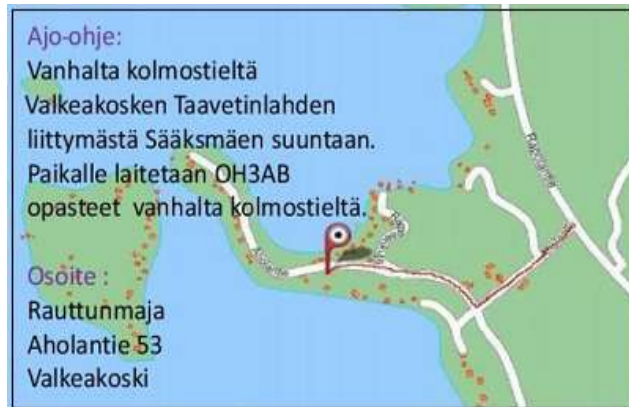 Ajo-ohje:
Vanhalta kolmostieltä
Valkeakosken Taavetinlahden
liittymästä Sääksmäen suuntaan.
Paikalle laitetaan OH3AB
opasteet vanhalta kolmostieltä.
Osoite :
Rauttunmaja
Aholantie 53
Valkeakoski